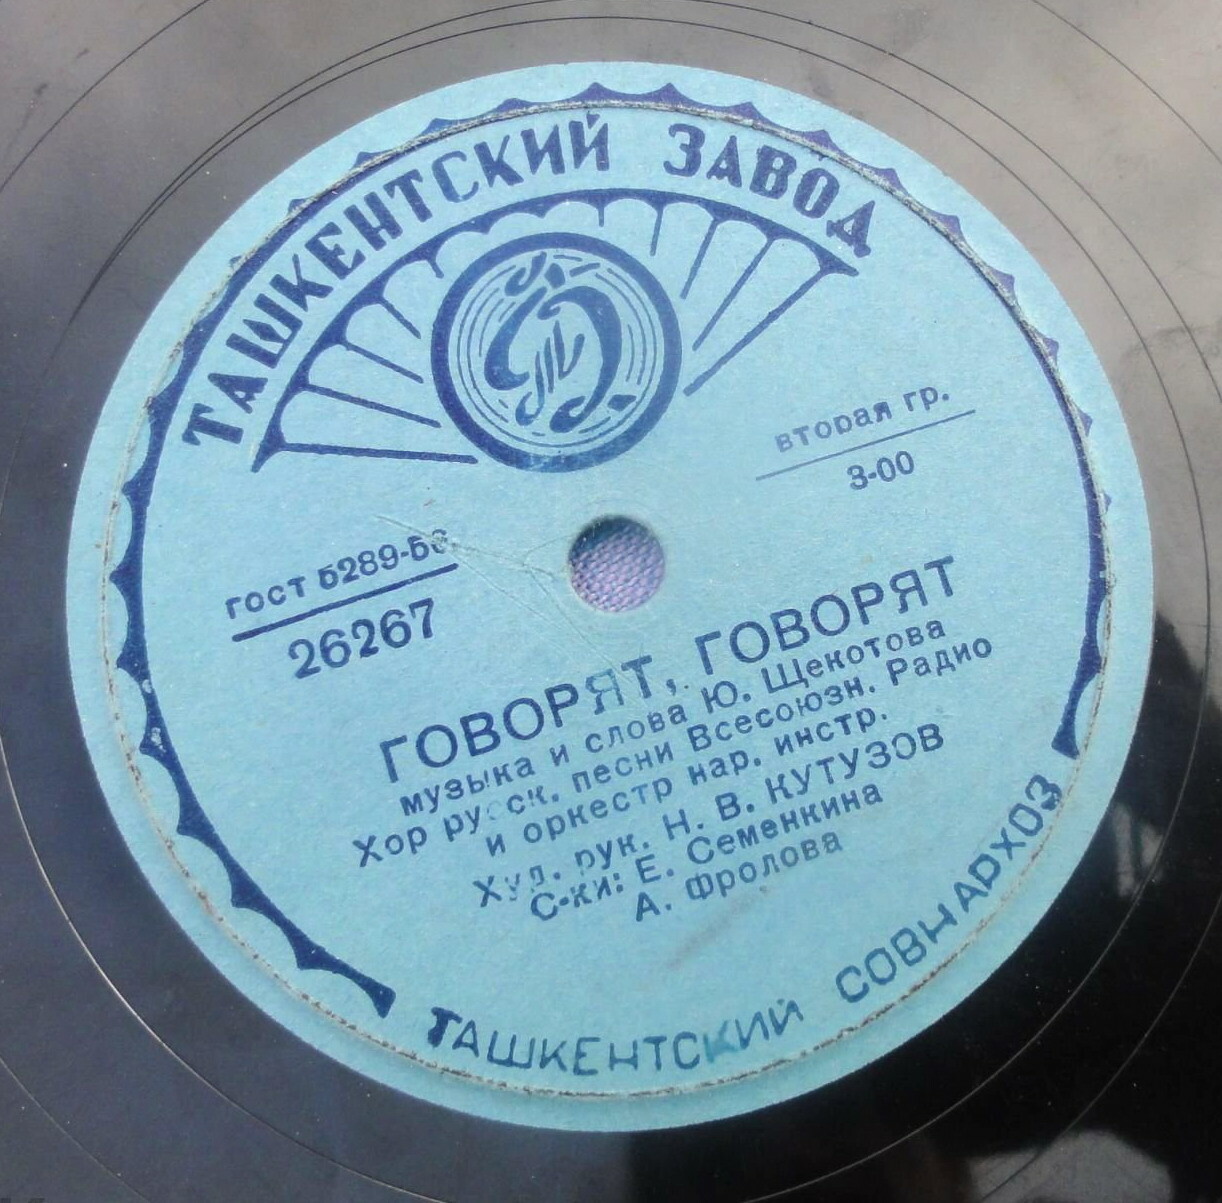 ТАШКЕНТСКИЙ ЗАВОД
вторая гр.
3-00
ГОСТ 5289-56
26267
ГОВОРЯТ, ГОВОРЯТ
музыка и слова Ю. Щекотова
Хор русск. песни Всесоюзн. Радио
и оркестр нар. инстр.
Худ. рук. Н. В. КУТУЗОВ
С-ки: Е. Семенкина
А. Фролова
ТАШКЕНТСКИЙ СОВНАРХОЗ